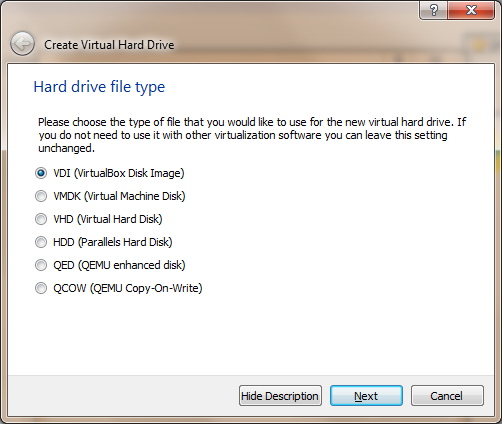 ?
Create Virtual Hard Drive
Hard drive file type
Please choose the type of file that you would like to use for the new virtual hard drive. If
you do not need to use it with other virtualization software you can leave this setting
unchanged.
VDI (VirtualBox Disk Image)
VMDK (Virtual Machine Disk)
VHD (Virtual Hard Disk)
HDD (Parallels Hard Disk)
QED (QEMU enhanced disk)
QCOW (QEMU Copy-On-Write)
Hide Description Next Cancel